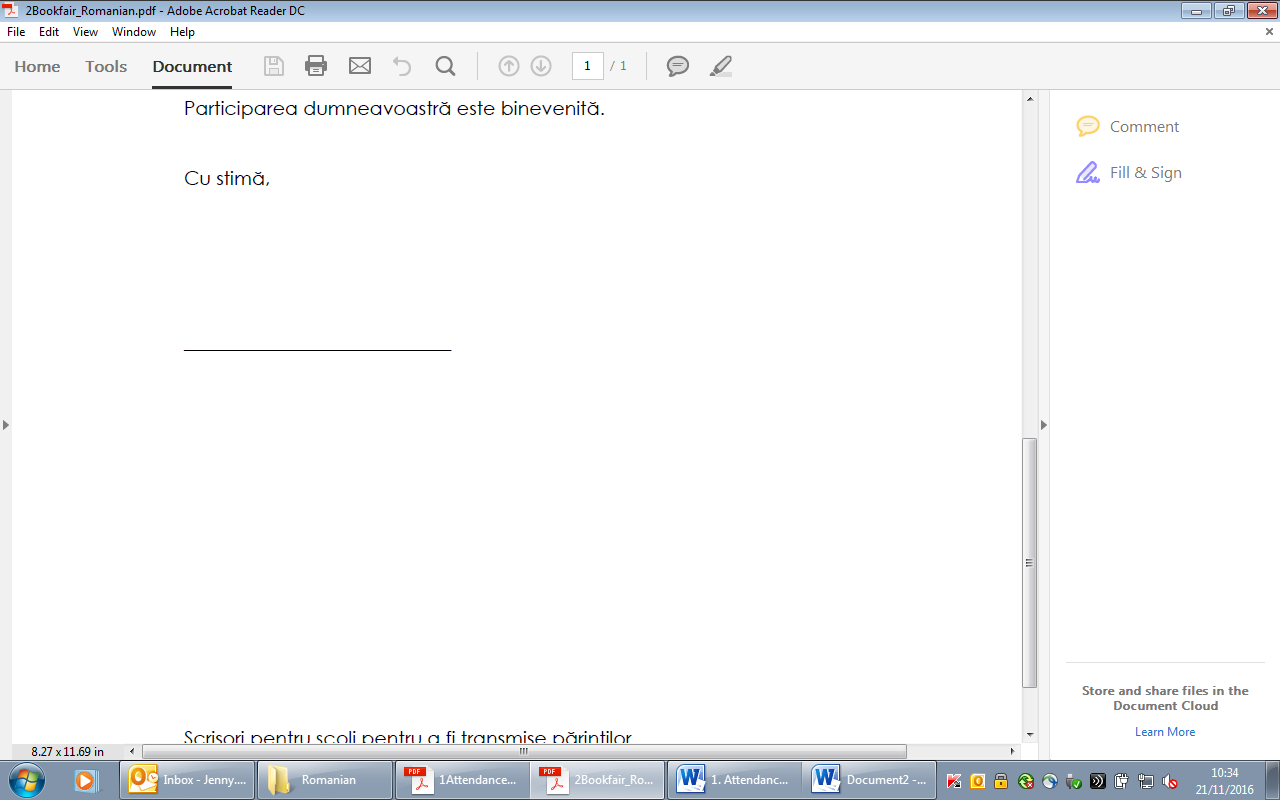 2Bookfair_Romanian.pdf - Adobe Acrobat Reader DC
File Edit View Window Help
Home Tools Document 1 / 1
Participarea dumneavoastră este binevenită.
Comment
Cu stimă,
Fill & Sign
Store and share files in the
Document Cloud
Learn More
Scrisori pentru școli pentru a fi transmise părinților
8.27 x 11.69 in
Inbox - Jenny.... Romanian 1Attendance... 2Bookfair_Ro... 1. Attendanc... Document2 -...
10:34
21/11/2016